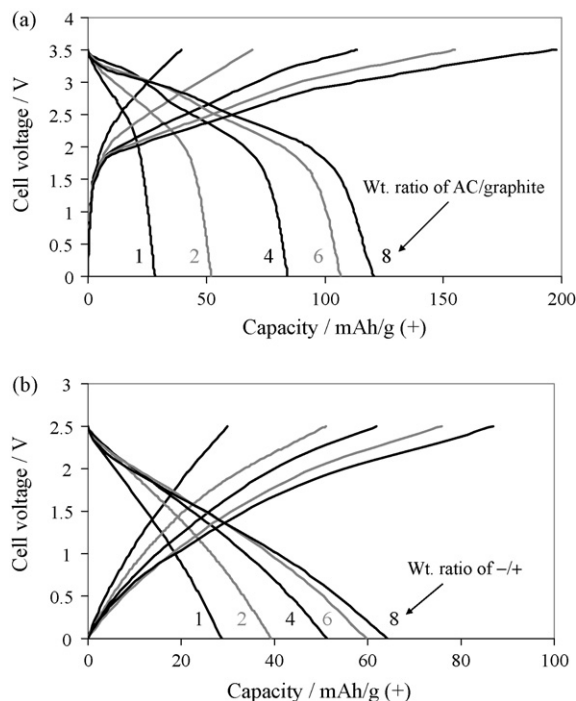 (a)
4
3.5
3
2.5
2
1.5
1
0.5
0
Cell voltage / V
Wt. ratio of AC/graphite
1 2 4 6 8
0 50 100 150 200
Capacity / mAh/g (+)
(b)
3
2.5
2
1.5
1
0.5
0
Cell voltage / V
Wt. ratio of −/+
1 2 4 6 8
0 20 40 60 80 100
Capacity / mAh/g (+)